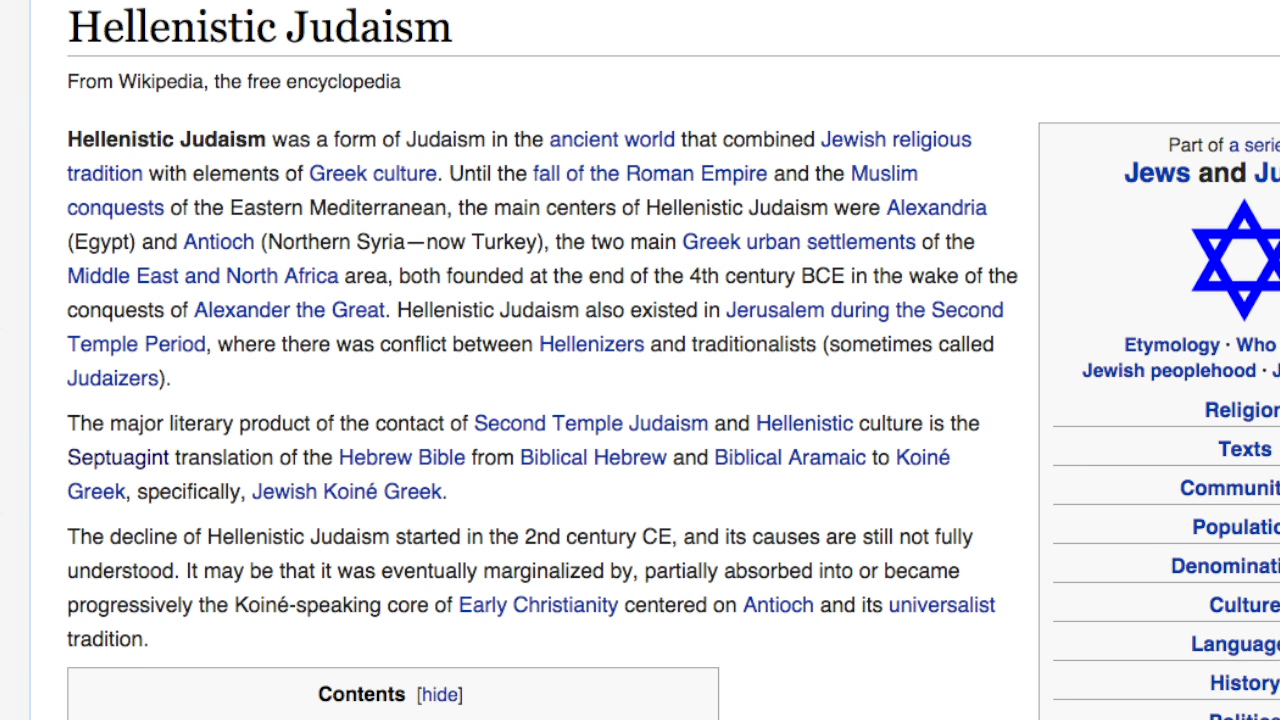 Hellenistic Judaism
From Wikipedia, the free encyclopedia
Hellenistic Judaism was a form of Judaism in the ancient world that combined Jewish religious
tradition with elements of Greek culture. Until the fall of the Roman Empire and the Muslim
conquests of the Eastern Mediterranean, the main centers of Hellenistic Judaism were Alexandria
(Egypt) and Antioch (Northern Syria—now Turkey), the two main Greek urban settlements of the
Middle East and North Africa area, both founded at the end of the 4th century BCE in the wake of the
conquests of Alexander the Great. Hellenistic Judaism also existed in Jerusalem during the Second
Temple Period, where there was conflict between Hellenizers and traditionalists (sometimes called
Judaizers).
The major literary product of the contact of Second Temple Judaism and Hellenistic culture is the
Septuagint translation of the Hebrew Bible from Biblical Hebrew and Biblical Aramaic to Koiné
Greek, specifically, Jewish Koiné Greek.
The decline of Hellenistic Judaism started in the 2nd century CE, and its causes are still not fully
understood. It may be that it was eventually marginalized by, partially absorbed into or became
progressively the Koiné-speaking core of Early Christianity centered on Antioch and its universalist
tradition.
Contents [hide]
Part of a serie
Jews and Ju
Etymology · Who
Jewish peoplehood · J
Religion
Texts
Communit
Populatio
Denominati
Culture
Language
History